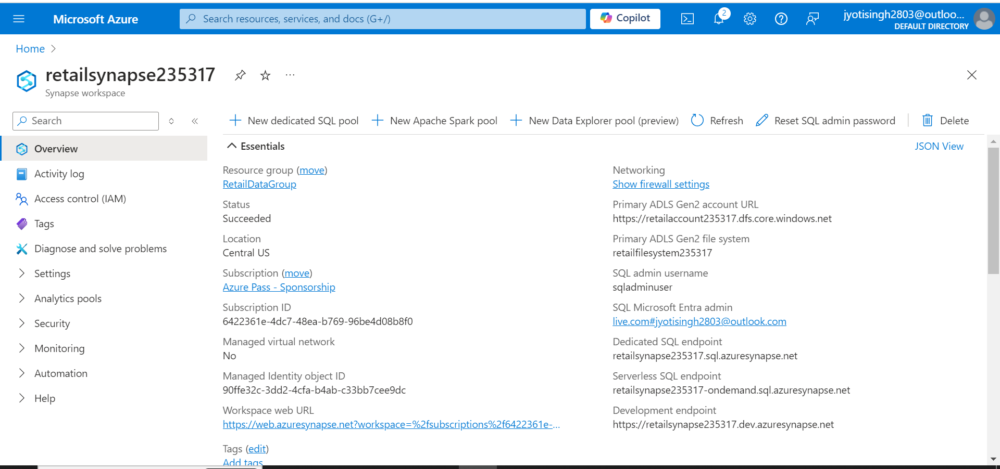 Microsoft Azure
Search resources, services, and docs (G+/)
Copilot
2
jyotisingh2803@outloo...
DEFAULT DIRECTORY
Home
retailsynapse235317
Synapse workspace
Search
New dedicated SQL pool
New Apache Spark pool
New Data Explorer pool (preview)
Refresh
Reset SQL admin password
Delete
Overview
Activity log
Access control (IAM)
Tags
Diagnose and solve problems
Settings
Analytics pools
Security
Monitoring
Automation
Help
Essentials
JSON View
Resource group (move)
RetailDataGroup
Status
Succeeded
Location
Central US
Subscription (move)
Azure Pass - Sponsorship
Subscription ID
6422361e-4dc7-48ea-b769-96be4d08b8f0
Managed virtual network
No
Managed Identity object ID
90ffe32c-3dd2-4cfa-b4ab-c33bb7cee9dc
Workspace web URL
https://web.azuresynapse.net?workspace=%2fsubscriptions%2f6422361e-...
Tags (edit)
Add tags
Networking
Show firewall settings
Primary ADLS Gen2 account URL
https://retailaccount235317.dfs.core.windows.net
Primary ADLS Gen2 file system
retailfilesystem235317
SQL admin username
sqladminuser
SQL Microsoft Entra admin
live.com#jyotisingh2803@outlook.com
Dedicated SQL endpoint
retailsynapse235317.sql.azuresynapse.net
Serverless SQL endpoint
retailsynapse235317-ondemand.sql.azuresynapse.net
Development endpoint
https://retailsynapse235317.dev.azuresynapse.net